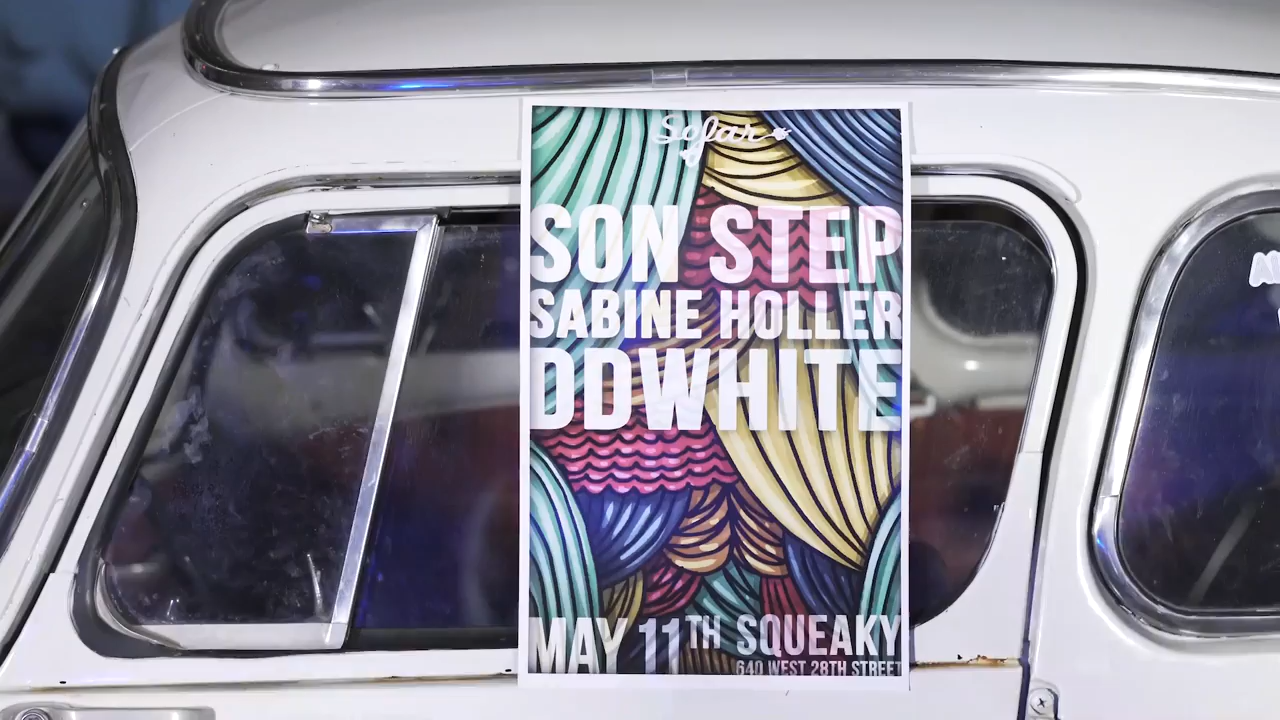 Sofar
SON STEP
SABINE HOLLER
DDWHITE
MAY 11TH SQUEAKY
640 WEST 28TH STREET